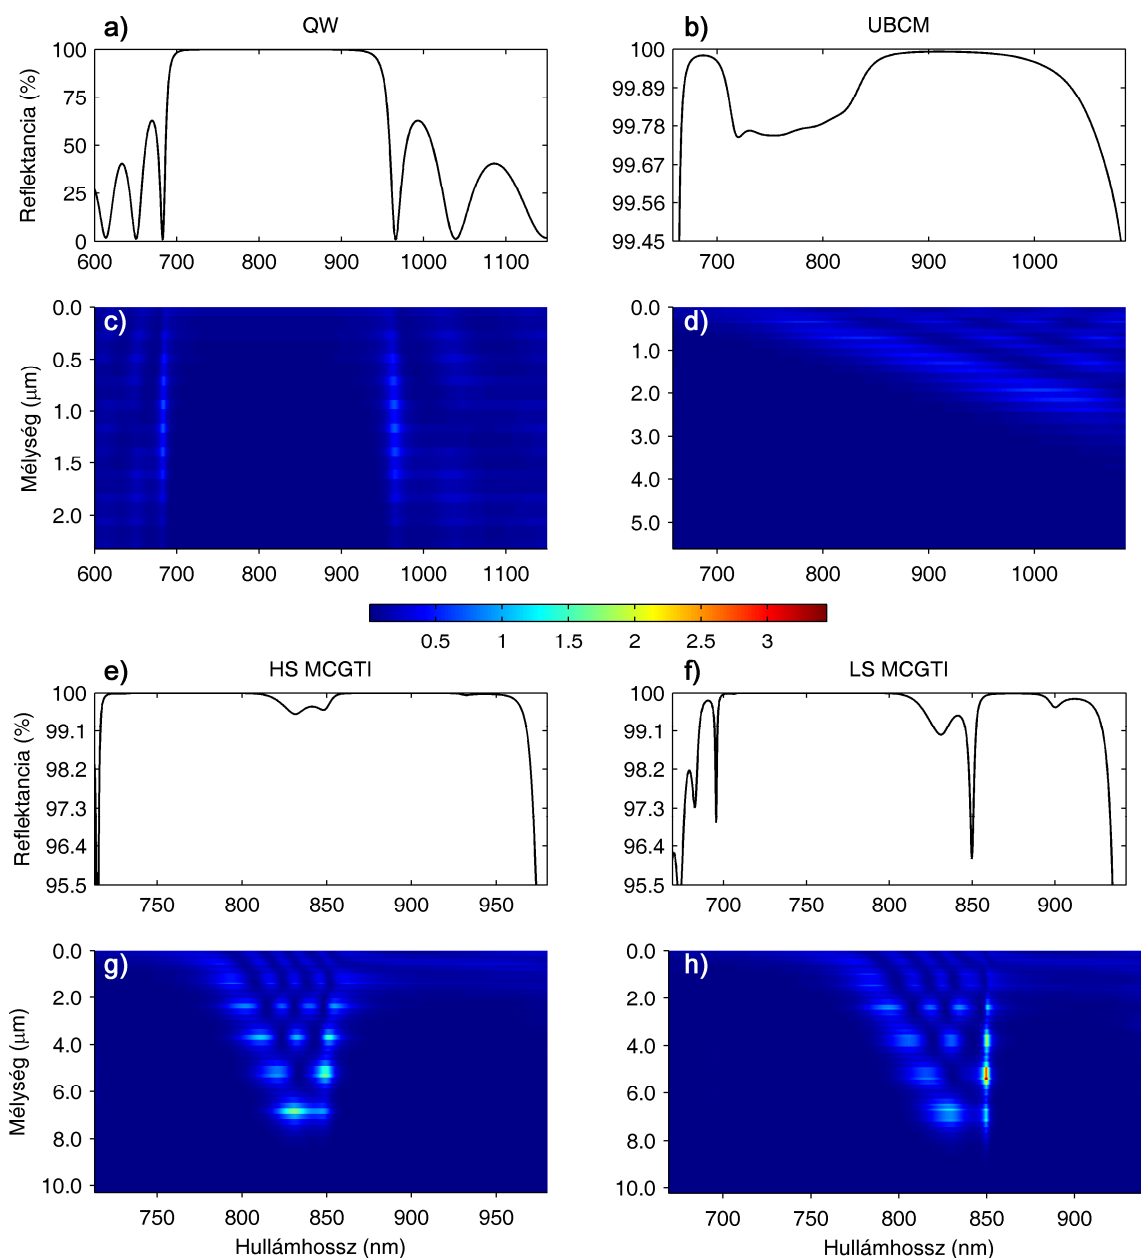 a) QW
b) UBCM
Reflektancia (%)
100
75
50
25
0
600 700 800 900 1000 1100
100
99.89
99.78
99.67
99.56
99.45
700 800 900 1000
c)
d)
Mélység (µm)
0.0
0.5
1.0
1.5
2.0
600 700 800 900 1000 1100
0.0
1.0
2.0
3.0
4.0
5.0
700 800 900 1000
0.5 1 1.5 2 2.5 3
e) HS MCGTI
f) LS MCGTI
Reflektancia (%)
100
99.1
98.2
97.3
96.4
95.5
750 800 850 900 950
100
99.1
98.2
97.3
96.4
95.5
700 750 800 850 900
g)
h)
Mélység (µm)
0.0
2.0
4.0
6.0
8.0
10.0
750 800 850 900 950
Hullámhossz (nm)
0.0
2.0
4.0
6.0
8.0
10.0
700 750 800 850 900
Hullámhossz (nm)